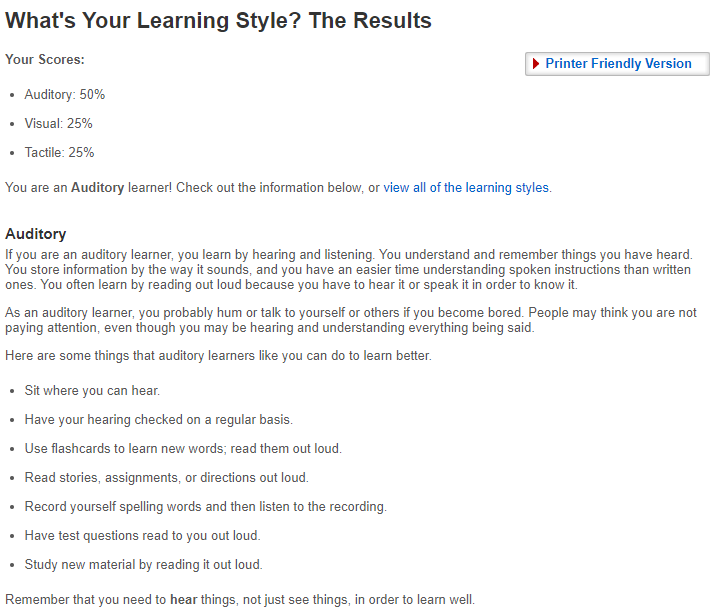 What's Your Learning Style? The Results
Your Scores:
Printer Friendly Version
Auditory: 50%
Visual: 25%
Tactile: 25%
You are an Auditory learner! Check out the information below, or view all of the learning styles.
Auditory
If you are an auditory learner, you learn by hearing and listening. You understand and remember things you have heard.
You store information by the way it sounds, and you have an easier time understanding spoken instructions than written
ones. You often learn by reading out loud because you have to hear it or speak it in order to know it.
As an auditory learner, you probably hum or talk to yourself or others if you become bored. People may think you are not
paying attention, even though you may be hearing and understanding everything being said.
Here are some things that auditory learners like you can do to learn better.
Sit where you can hear.
Have your hearing checked on a regular basis.
Use flashcards to learn new words; read them out loud.
Read stories, assignments, or directions out loud.
Record yourself spelling words and then listen to the recording.
Have test questions read to you out loud.
Study new material by reading it out loud.
Remember that you need to hear things, not just see things, in order to learn well.